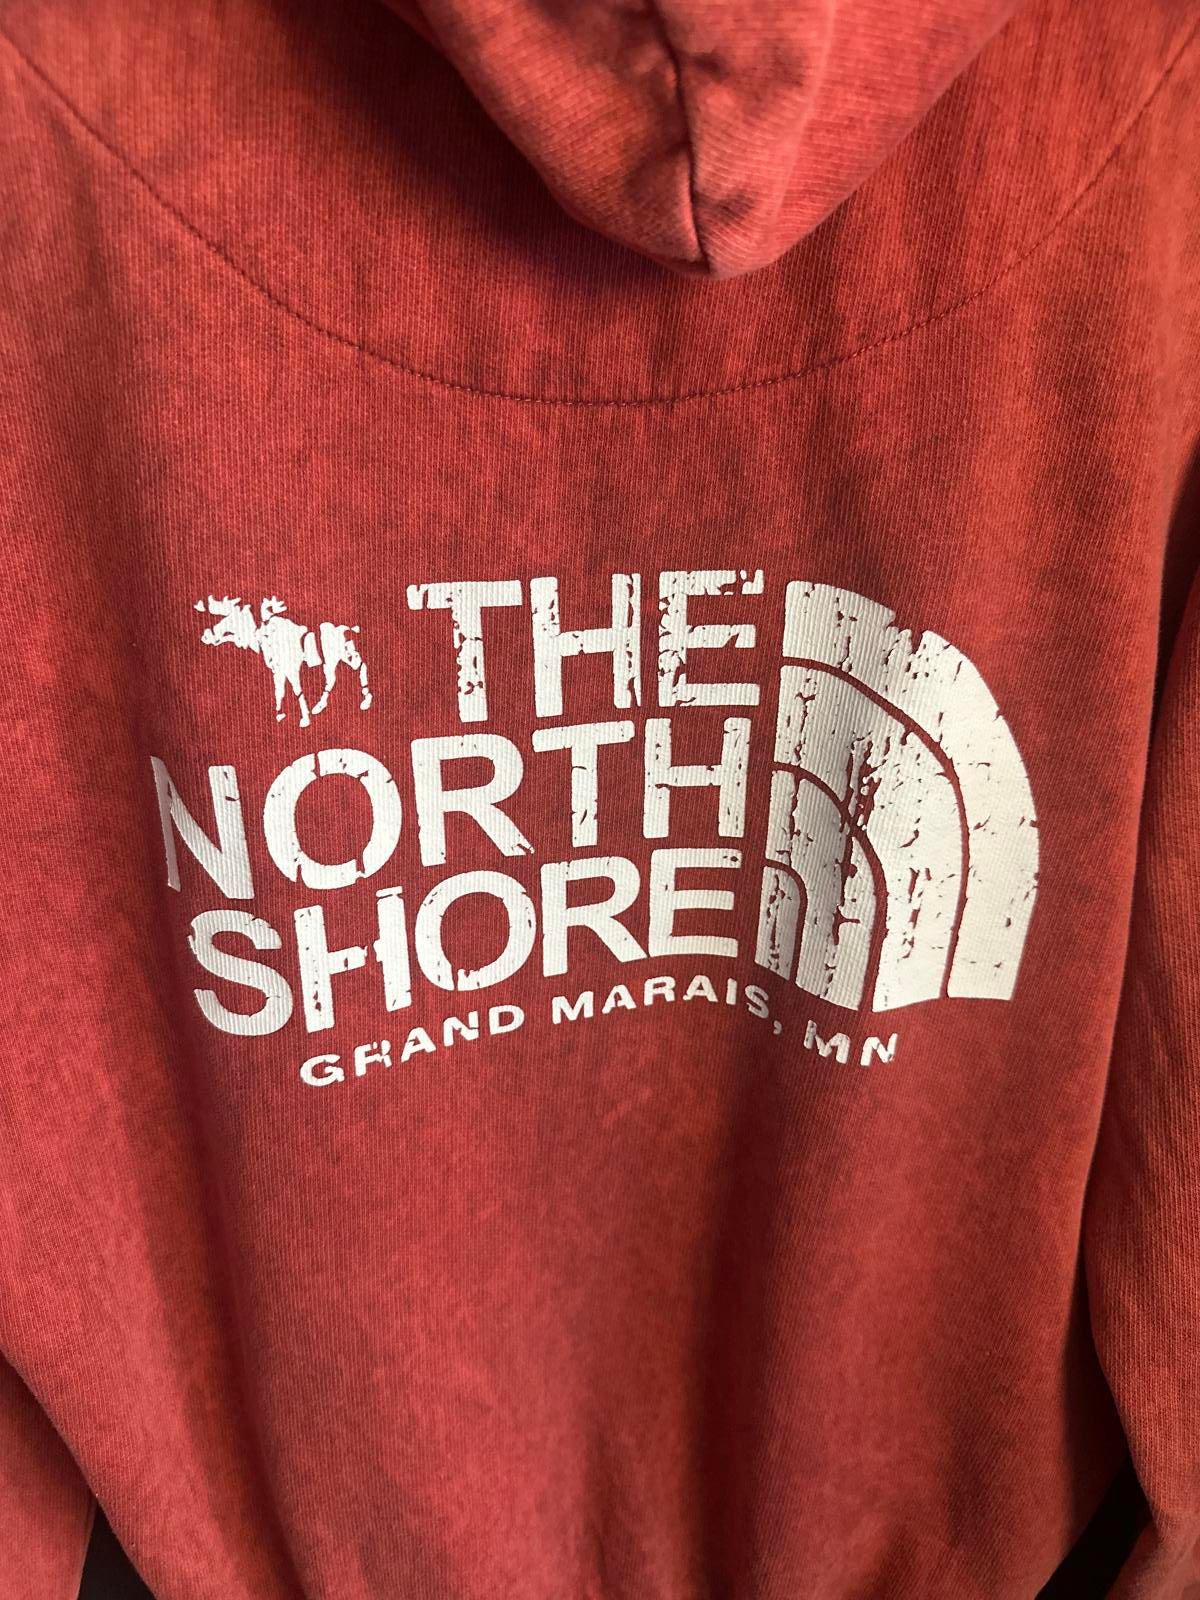 THE
NORTH
SHORE
GRAND MARAIS, MN